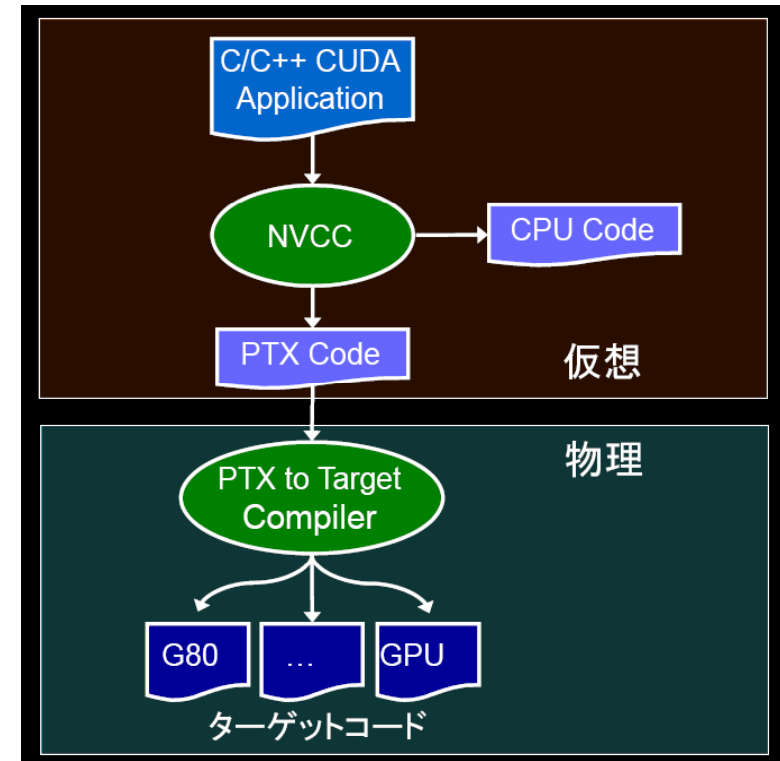 C/C++ CUDA
Application
NVCC
CPU Code
PTX Code
仮想
物理
PTX to Target
Compiler
G80
...
GPU
ターゲットコード